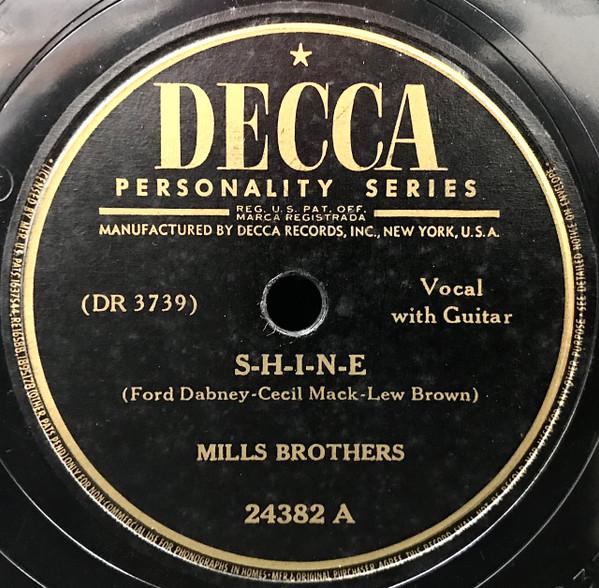 DECCA
PERSONALITY SERIES
REG. U.S. PAT. OFF.
MARCA REGISTRADA
MANUFACTURED BY DECCA RECORDS, INC., NEW YORK, U.S.A.
(DR 3739)
Vocal
with Guitar
S-H-I-N-E
(Ford Dabney-Cecil Mack-Lew Brown)
MILLS BROTHERS
24382 A